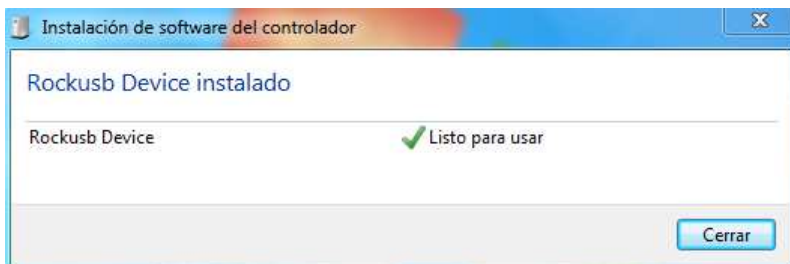 Instalación de software del controlador
Rockusb Device instalado
Rockusb Device Listo para usar
Cerrar